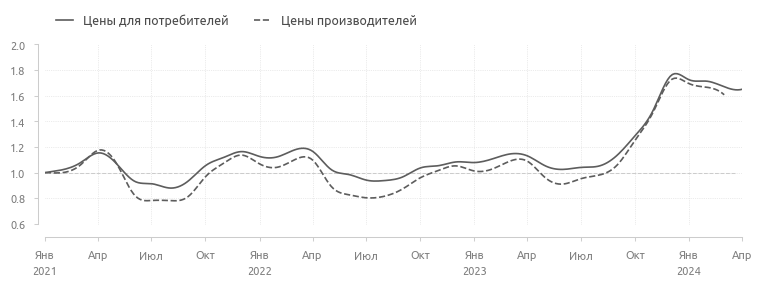 Цены для потребителей Цены производителей
2.0
1.8
1.6
1.4
1.2
1.0
0.8
0.6
Янв Апр Июл Окт Янв Апр Июл Окт Янв Апр Июл Окт Янв Апр
2021 2022 2023 2024